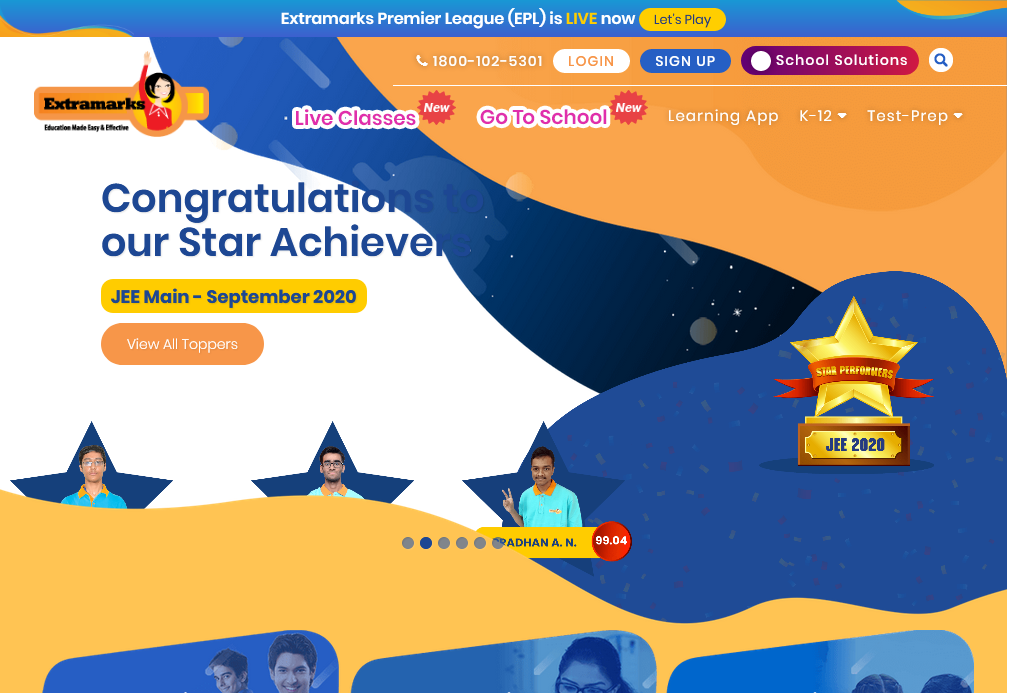 Extramarks Premier League (EPL) is LIVE now Let's Play
1800-102-5301 LOGIN SIGN UP School Solutions
Extramarks
Education Made Easy & Effective
Live Classes New Go To School New Learning App K-12 Test-Prep
Congratulations to
our Star Achievers
JEE Main - September 2020
View All Toppers
STAR PERFORMERS
JEE 2020
PRADHAN A. N. 99.04